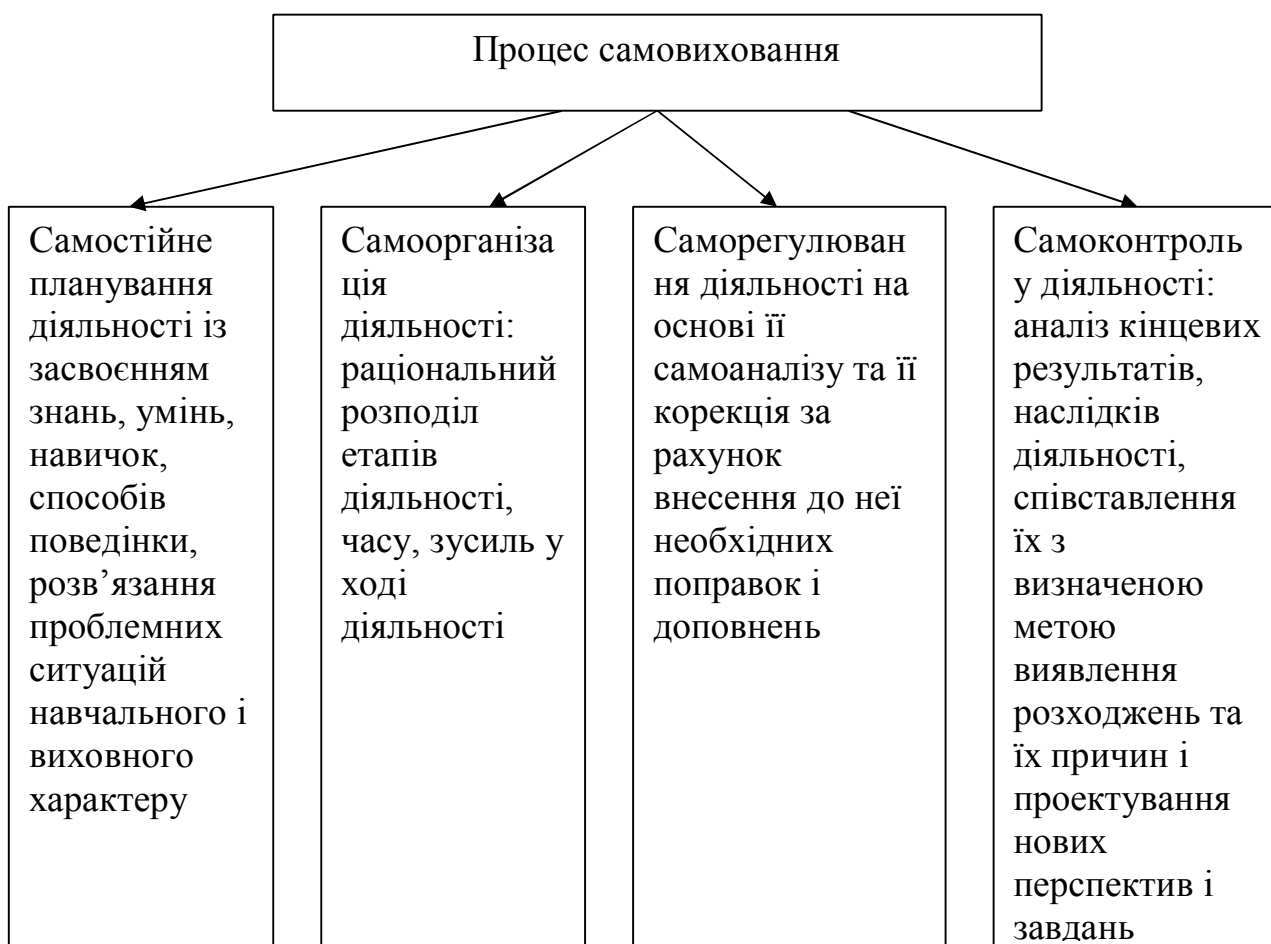 Процес самовиховання
Самостійне
планування
діяльності із
засвоєнням
знань, умінь,
навичок,
способів
поведінки,
розв’язання
проблемних
ситуацій
навчального і
виховного
характеру
Самоорганіза
ція
діяльності:
раціональний
розподіл
етапів
діяльності,
часу, зусиль у
ході
діяльності
Саморегулюван
ня діяльності на
основі її
самоаналізу та її
корекція за
рахунок
внесення до неї
необхідних
поправок і
доповнень
Самоконтроль
у діяльності:
аналіз кінцевих
результатів,
наслідків
діяльності,
співставлення
їх з
визначеною
метою
виявлення
розходжень та
їх причин і
проектування
нових
перспектив і
завдань